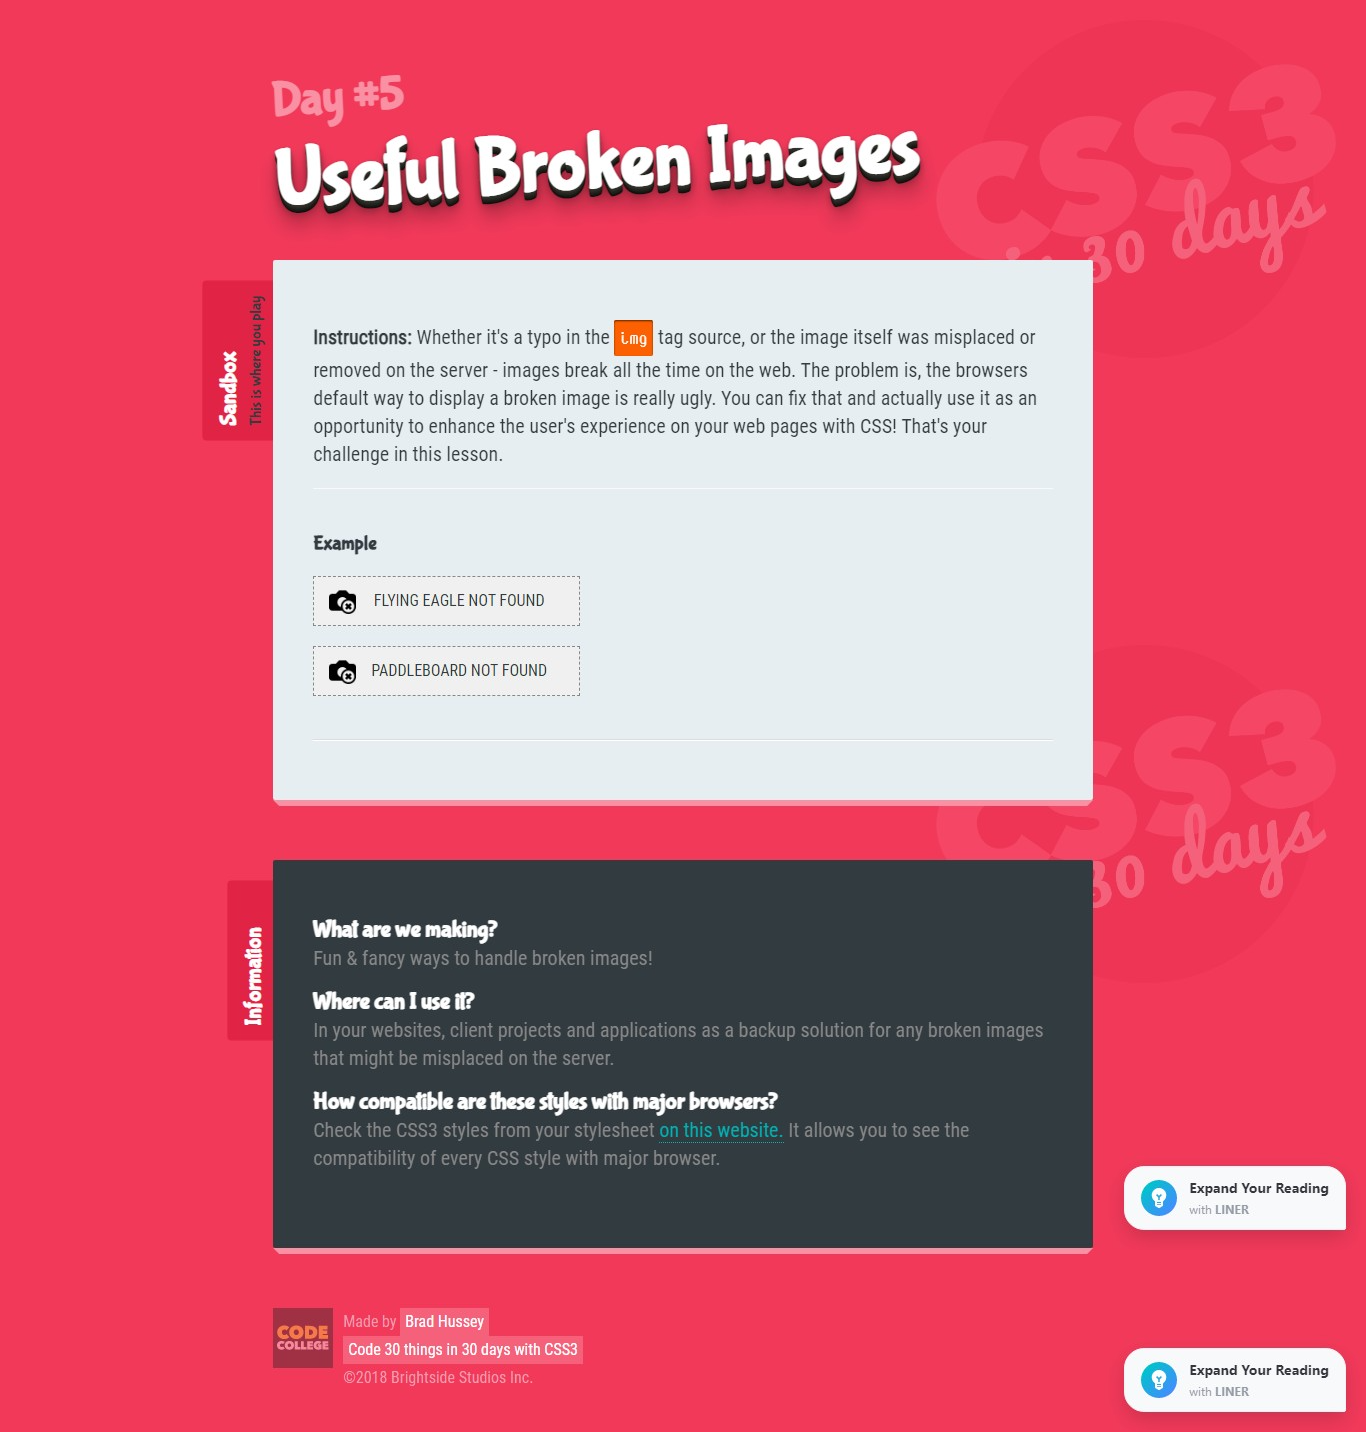 Day #5
Useful Broken Images
CSS3
in 30 days
Sandbox
This is where you play
Instructions: Whether it's a typo in the img tag source, or the image itself was misplaced or
removed on the server - images break all the time on the web. The problem is, the browsers
default way to display a broken image is really ugly. You can fix that and actually use it as an
opportunity to enhance the user's experience on your web pages with CSS! That's your
challenge in this lesson.
Example
FLYING EAGLE NOT FOUND
PADDLEBOARD NOT FOUND
CSS3
30 days
Information
What are we making?
Fun & fancy ways to handle broken images!
Where can I use it?
In your websites, client projects and applications as a backup solution for any broken images
that might be misplaced on the server.
How compatible are these styles with major browsers?
Check the CSS3 styles from your stylesheet on this website. It allows you to see the
compatibility of every CSS style with major browser.
Expand Your Reading
with LINER
CODE
COLLEGE
Made by Brad Hussey
Code 30 things in 30 days with CSS3
©2018 Brightside Studios Inc.
Expand Your Reading
with LINER